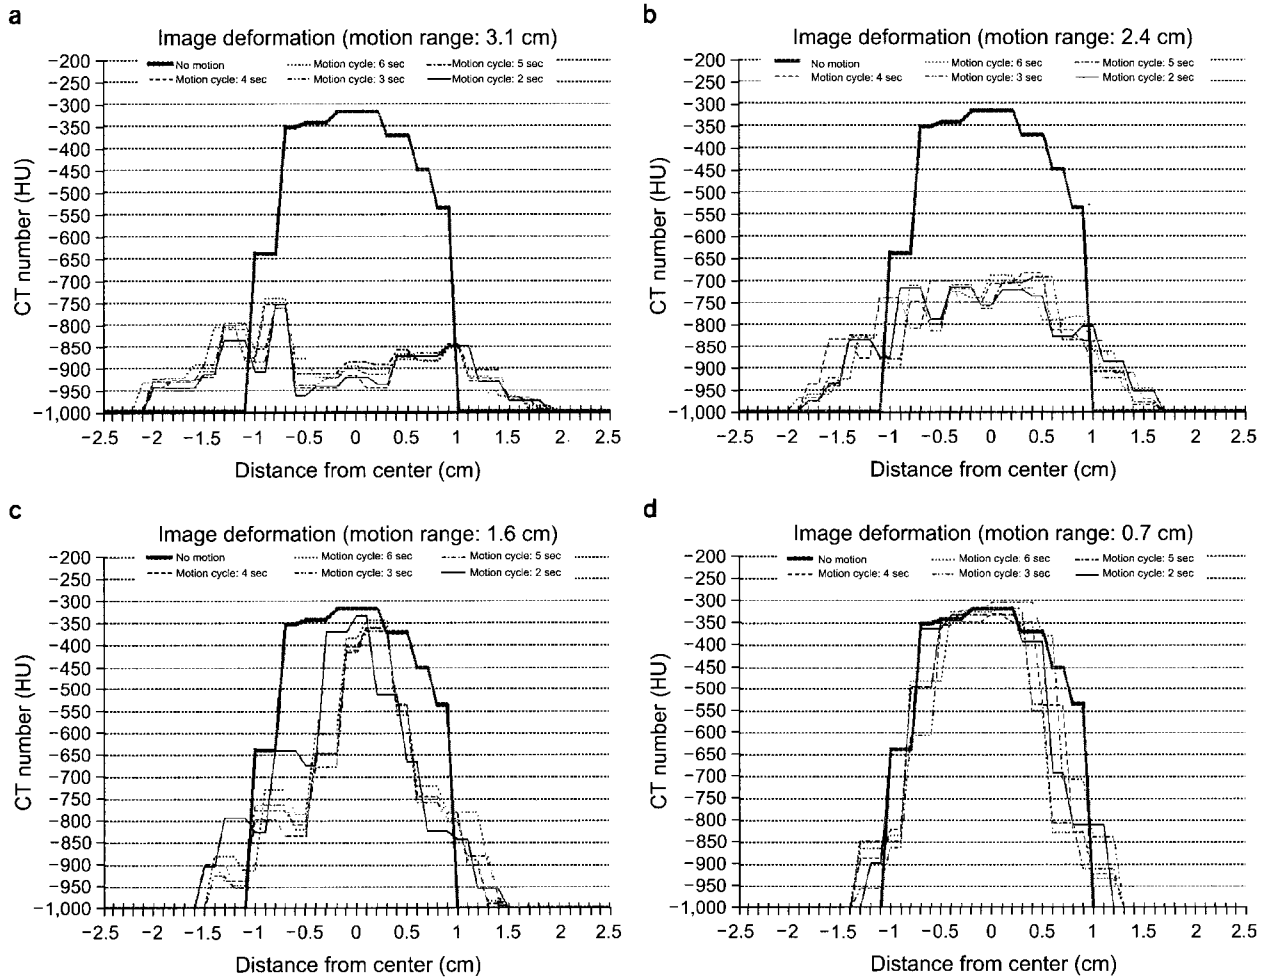 a
Image deformation (motion range: 3.1 cm)
No motion
Motion cycle: 6 sec
Motion cycle: 5 sec
Motion cycle: 4 sec
Motion cycle: 3 sec
Motion cycle: 2 sec
CT number (HU)
−200
−250
−300
−350
−400
−450
−500
−550
−600
−650
−700
−750
−800
−850
−900
−950
−1,000
−2.5 −2 −1.5 −1 −0.5 0 0.5 1 1.5 2 2.5
Distance from center (cm)
b
Image deformation (motion range: 2.4 cm)
No motion
Motion cycle: 6 sec
Motion cycle: 5 sec
Motion cycle: 4 sec
Motion cycle: 3 sec
Motion cycle: 2 sec
CT number (HU)
−200
−250
−300
−350
−400
−450
−500
−550
−600
−650
−700
−750
−800
−850
−900
−950
−1,000
−2.5 −2 −1.5 −1 −0.5 0 0.5 1 1.5 2 2.5
Distance from center (cm)
c
Image deformation (motion range: 1.6 cm)
No motion
Motion cycle: 6 sec
Motion cycle: 5 sec
Motion cycle: 4 sec
Motion cycle: 3 sec
Motion cycle: 2 sec
CT number (HU)
−200
−250
−300
−350
−400
−450
−500
−550
−600
−650
−700
−750
−800
−850
−900
−950
−1,000
−2.5 −2 −1.5 −1 −0.5 0 0.5 1 1.5 2 2.5
Distance from center (cm)
d
Image deformation (motion range: 0.7 cm)
No motion
Motion cycle: 6 sec
Motion cycle: 5 sec
Motion cycle: 4 sec
Motion cycle: 3 sec
Motion cycle: 2 sec
CT number (HU)
−200
−250
−300
−350
−400
−450
−500
−550
−600
−650
−700
−750
−800
−850
−900
−950
−1,000
−2.5 −2 −1.5 −1 −0.5 0 0.5 1 1.5 2 2.5
Distance from center (cm)